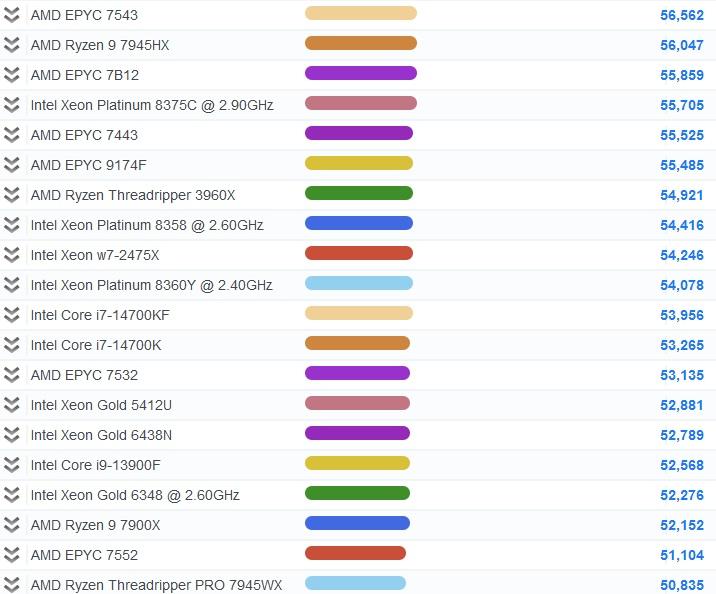 AMD EPYC 7543 56,562
AMD Ryzen 9 7945HX 56,047
AMD EPYC 7B12 55,859
Intel Xeon Platinum 8375C @ 2.90GHz 55,705
AMD EPYC 7443 55,525
AMD EPYC 9174F 55,485
AMD Ryzen Threadripper 3960X 54,921
Intel Xeon Platinum 8358 @ 2.60GHz 54,416
Intel Xeon w7-2475X 54,246
Intel Xeon Platinum 8360Y @ 2.40GHz 54,078
Intel Core i7-14700KF 53,956
Intel Core i7-14700K 53,265
AMD EPYC 7532 53,135
Intel Xeon Gold 5412U 52,881
Intel Xeon Gold 6438N 52,789
Intel Core i9-13900F 52,568
Intel Xeon Gold 6348 @ 2.60GHz 52,276
AMD Ryzen 9 7900X 52,152
AMD EPYC 7552 51,104
AMD Ryzen Threadripper PRO 7945WX 50,835